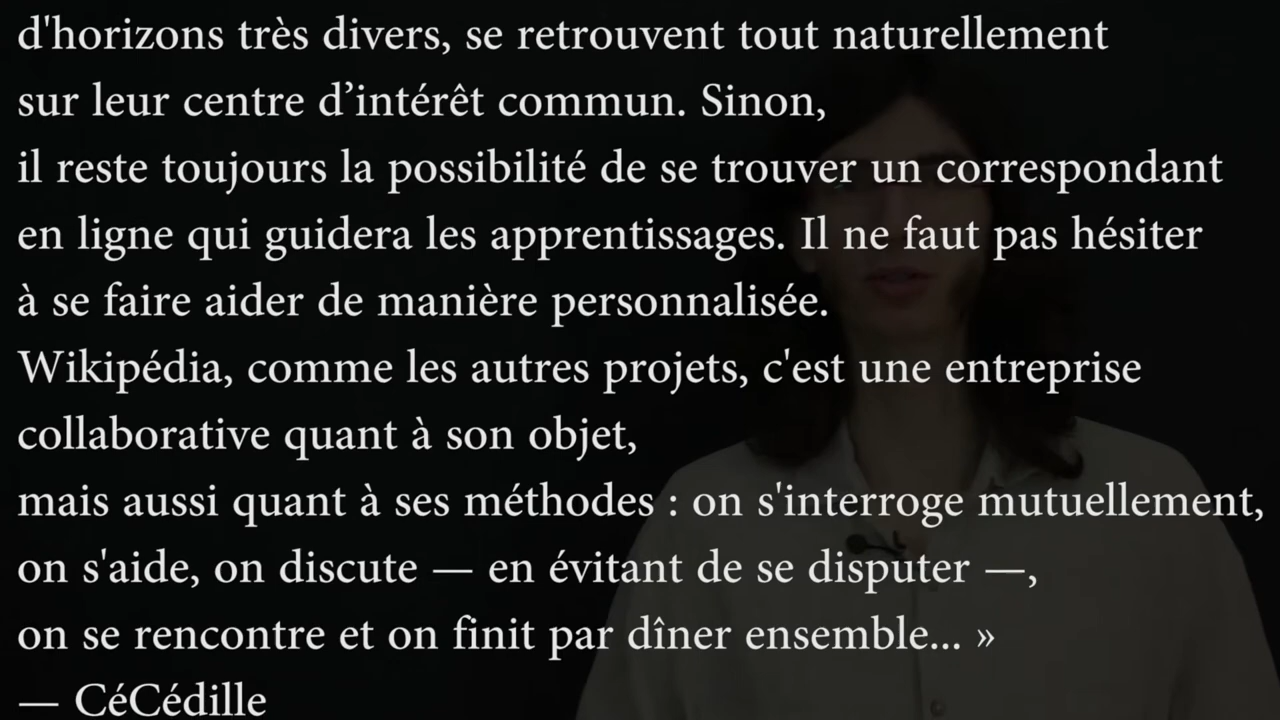 d'horizons très divers, se retrouvent tout naturellement
sur leur centre d’intérêt commun. Sinon,
il reste toujours la possibilité de se trouver un correspondant
en ligne qui guidera les apprentissages. Il ne faut pas hésiter
à se faire aider de manière personnalisée.
Wikipédia, comme les autres projets, c'est une entreprise
collaborative quant à son objet,
mais aussi quant à ses méthodes : on s'interroge mutuellement,
on s'aide, on discute — en évitant de se disputer —,
on se rencontre et on finit par dîner ensemble... »
— CéCédille